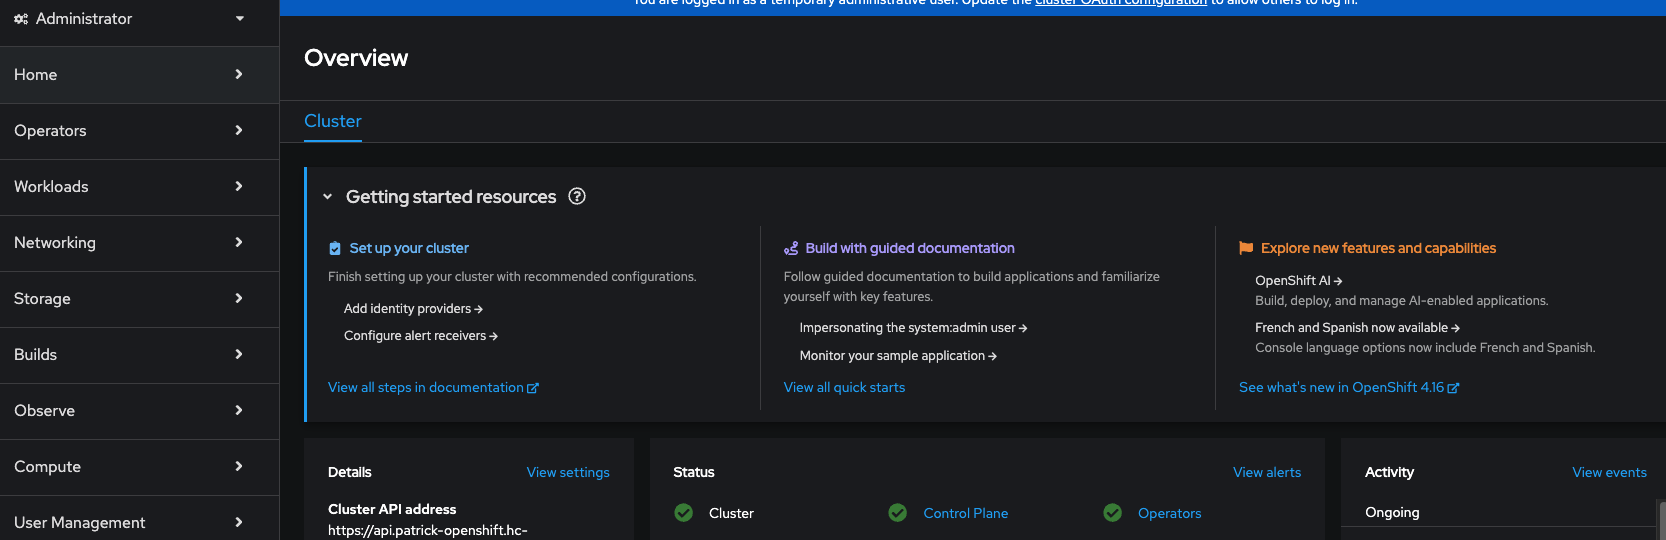 You are logged in as a temporary administrative user. Update the cluster OAuth configuration to allow others to log in.
Administrator
Home
Operators
Workloads
Networking
Storage
Builds
Observe
Compute
User Management
Overview
Cluster
Getting started resources
Set up your cluster
Finish setting up your cluster with recommended configurations.
Add identity providers →
Configure alert receivers →
View all steps in documentation
Build with guided documentation
Follow guided documentation to build applications and familiarize
yourself with key features.
Impersonating the system:admin user →
Monitor your sample application →
View all quick starts
Explore new features and capabilities
OpenShift AI →
Build, deploy, and manage AI-enabled applications.
French and Spanish now available →
Console language options now include French and Spanish.
See what's new in OpenShift 4.16
Details
View settings
Cluster API address
https://api.patrick-openshift.hc-
Status
View alerts
Cluster
Control Plane
Operators
Activity
View events
Ongoing